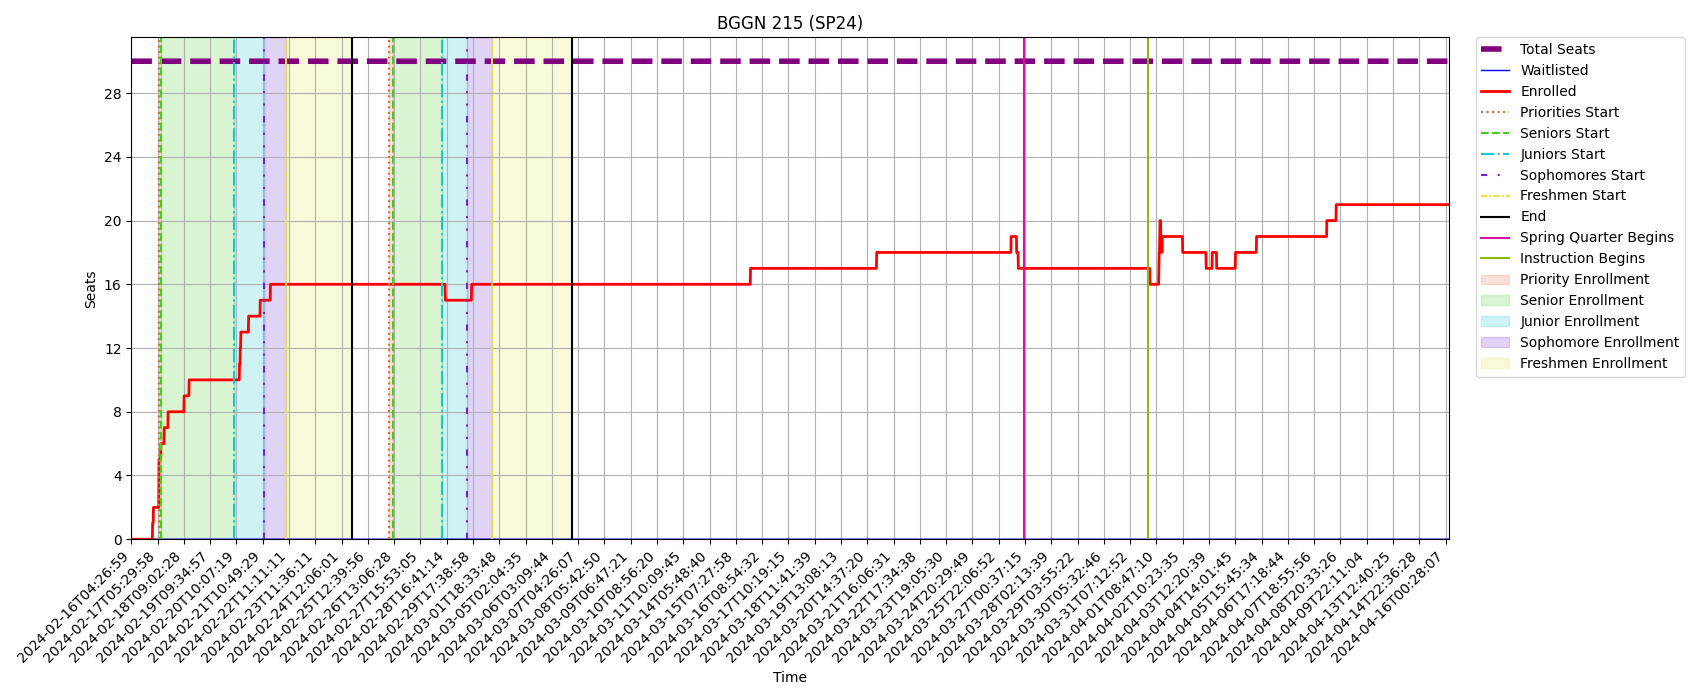 BGGN 215 (SP24)
Seats
28
24
20
16
12
8
4
0
2024-02-16T04:26:59
2024-02-17T05:29:58
2024-02-18T09:02:28
2024-02-19T09:34:57
2024-02-20T10:07:19
2024-02-21T10:49:29
2024-02-22T11:11:11
2024-02-23T11:36:11
2024-02-24T12:06:01
2024-02-25T12:39:56
2024-02-26T13:06:28
2024-02-27T15:53:05
2024-02-28T16:41:14
2024-02-29T17:38:58
2024-03-01T18:33:48
2024-03-05T02:04:35
2024-03-06T03:09:44
2024-03-07T04:26:07
2024-03-08T05:42:50
2024-03-09T06:47:21
2024-03-10T08:56:20
2024-03-11T10:09:45
2024-03-14T05:48:40
2024-03-15T07:27:58
2024-03-16T08:54:32
2024-03-17T10:19:15
2024-03-18T11:41:39
2024-03-19T13:08:13
2024-03-20T14:37:20
2024-03-21T16:06:31
2024-03-22T17:34:38
2024-03-23T19:05:30
2024-03-24T20:29:49
2024-03-25T22:06:52
2024-03-27T00:37:15
2024-03-28T02:13:39
2024-03-29T03:55:22
2024-03-30T05:32:46
2024-03-31T07:12:52
2024-04-01T08:47:10
2024-04-02T10:23:35
2024-04-03T12:20:39
2024-04-04T14:01:45
2024-04-05T15:45:34
2024-04-06T17:18:44
2024-04-07T18:55:56
2024-04-08T20:33:26
2024-04-09T22:11:04
2024-04-13T12:40:25
2024-04-14T22:36:28
2024-04-16T00:28:07
Time
Total Seats
Waitlisted
Enrolled
Priorities Start
Seniors Start
Juniors Start
Sophomores Start
Freshmen Start
End
Spring Quarter Begins
Instruction Begins
Priority Enrollment
Senior Enrollment
Junior Enrollment
Sophomore Enrollment
Freshmen Enrollment